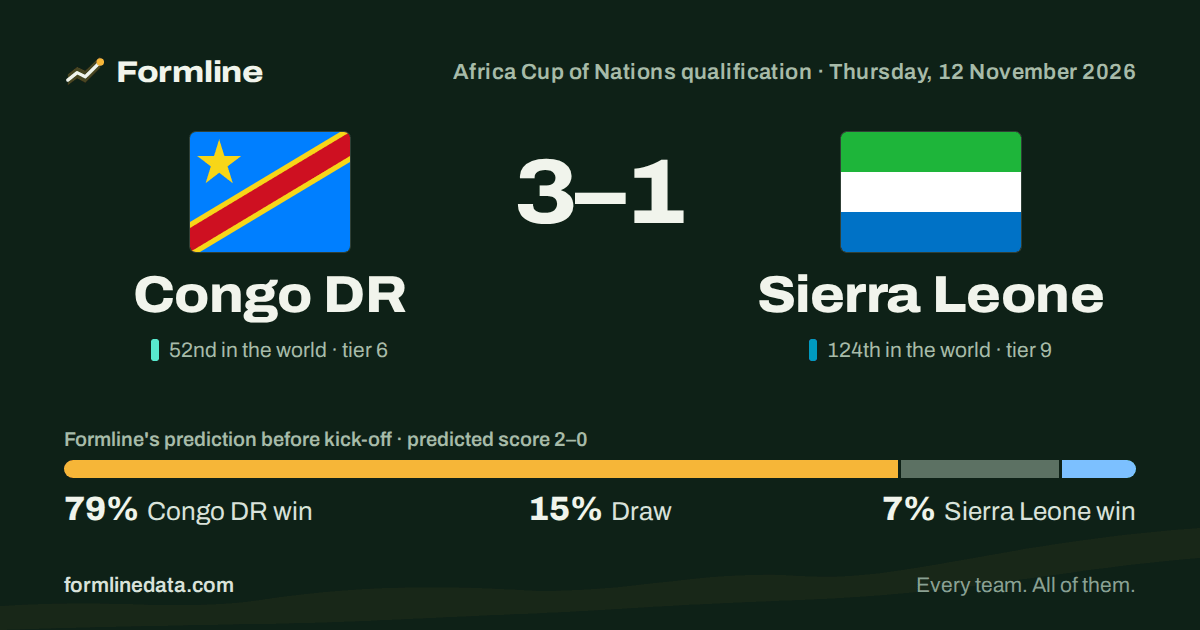 Formline
Africa Cup of Nations qualification · Thursday, 12 November 2026
3–1
Congo DR
Sierra Leone
52nd in the world · tier 6
124th in the world · tier 9
Formline's prediction before kick-off · predicted score 2–0
79% Congo DR win
15% Draw
7% Sierra Leone win
formlinedata.com
Every team. All of them.